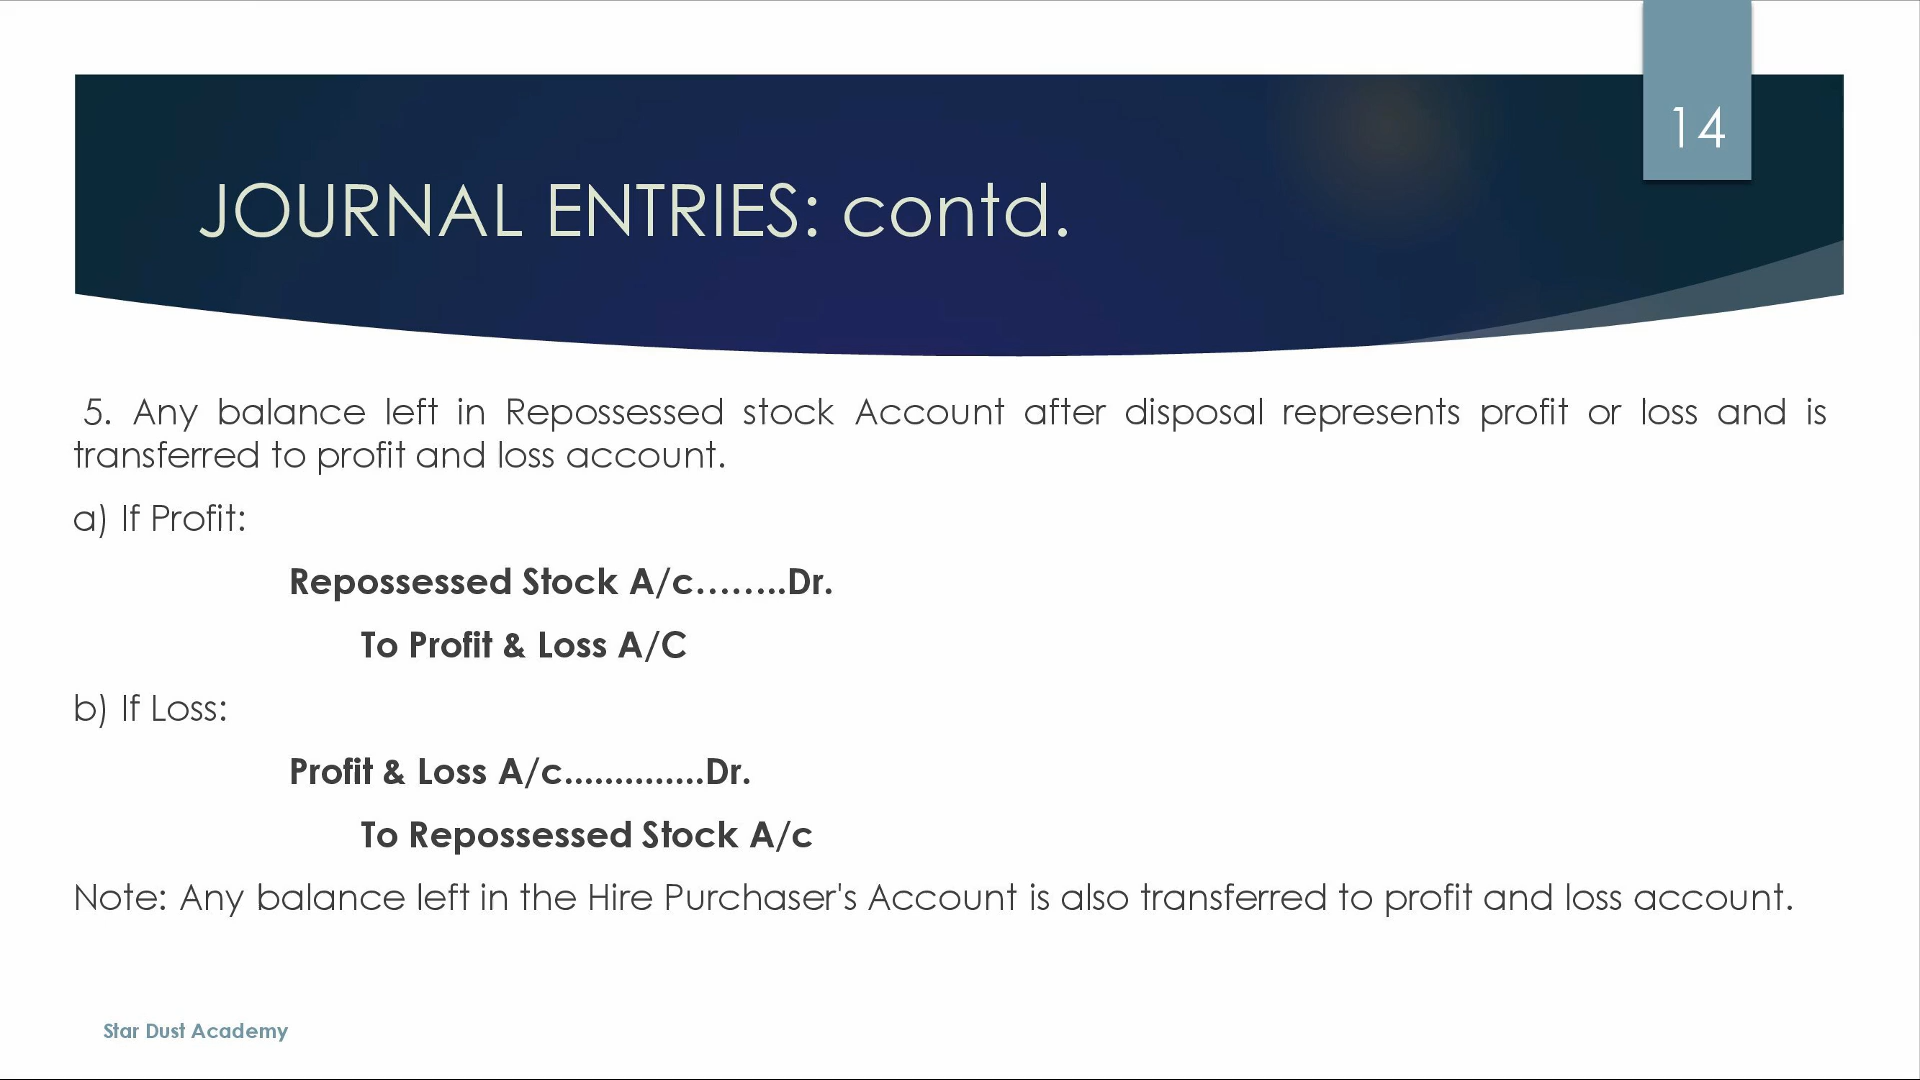 14
JOURNAL ENTRIES: contd.
5. Any balance left in Repossessed stock Account after disposal represents profit or loss and is
transferred to profit and loss account.
a) If Profit:
Repossessed Stock A/c........Dr.
To Profit & Loss A/C
b) If Loss:
Profit & Loss A/c..............Dr.
To Repossessed Stock A/c
Note: Any balance left in the Hire Purchaser's Account is also transferred to profit and loss account.
Star Dust Academy